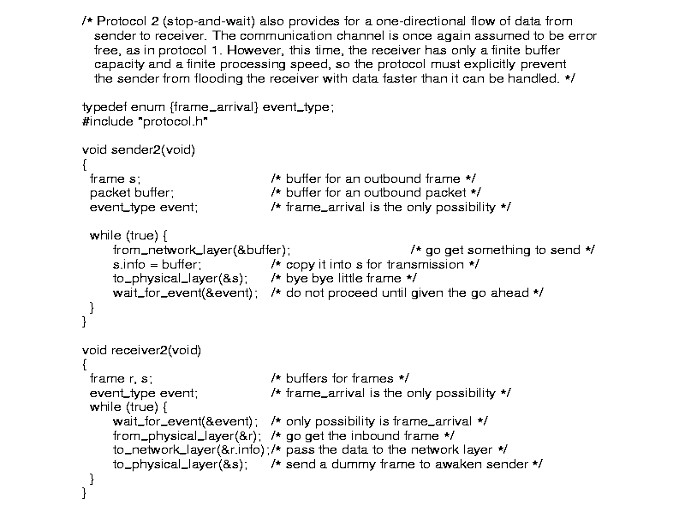 /* Protocol 2 (stop-and-wait) also provides for a one-directional flow of data from
sender to receiver. The communication channel is once again assumed to be error
free, as in protocol 1. However, this time, the receiver has only a finite buffer
capacity and a finite processing speed, so the protocol must explicitly prevent
the sender from flooding the receiver with data faster than it can be handled. */

typedef enum {frame_arrival} event_type;
#include "protocol.h"

void sender2(void)
{
frame s; /* buffer for an outbound frame */
packet buffer; /* buffer for an outbound packet */
event_type event; /* frame_arrival is the only possibility */

while (true) {
from_network_layer(&buffer); /* go get something to send */
s.info = buffer; /* copy it into s for transmission */
to_physical_layer(&s); /* bye bye little frame */
wait_for_event(&event); /* do not proceed until given the go ahead */
}
}

void receiver2(void)
{
frame r, s; /* buffers for frames */
event_type event; /* frame_arrival is the only possibility */
while (true) {
wait_for_event(&event); /* only possibility is frame_arrival */
from_physical_layer(&r); /* go get the inbound frame */
to_network_layer(&r.info);/* pass the data to the network layer */
to_physical_layer(&s); /* send a dummy frame to awaken sender */
}
}